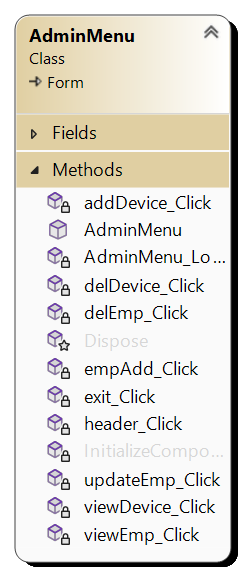 AdminMenu
Class
Form
Fields
Methods
addDevice_Click
AdminMenu
AdminMenu_Lo...
delDevice_Click
delEmp_Click
Dispose
empAdd_Click
exit_Click
header_Click
InitializeCompo...
updateEmp_Click
viewDevice_Click
viewEmp_Click